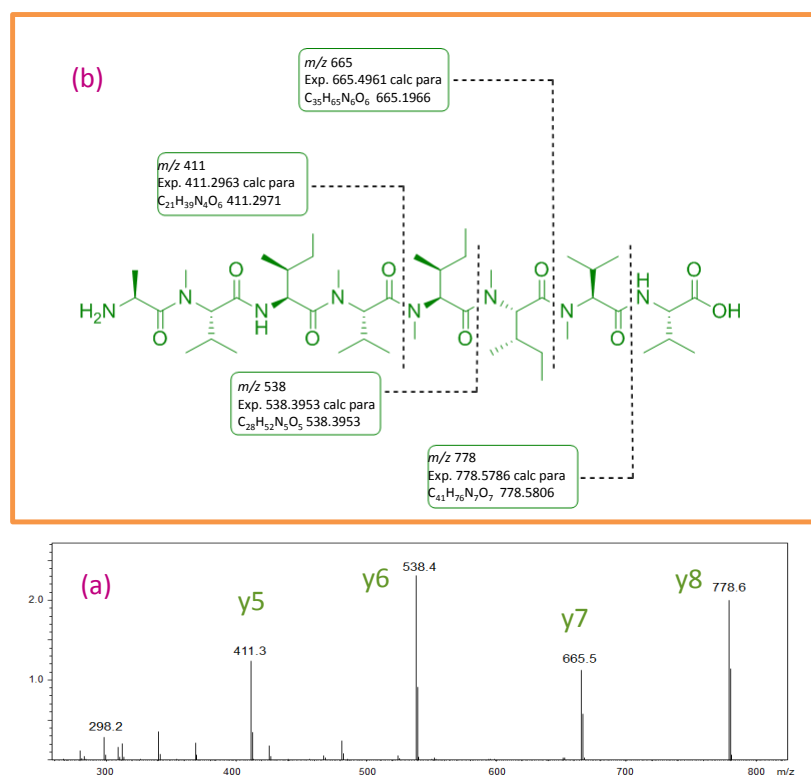 (b)
m/z 665
Exp. 665.4961 calc para
C₃₅H₆₅N₆O₆ 665.1966
m/z 411
Exp. 411.2963 calc para
C₂₁H₃₉N₄O₆ 411.2971
H₂N
O
N
O
N
H
O
N
O
N
O
N
O
N
O
H
N
O
OH
m/z 538
Exp. 538.3953 calc para
C₂₈H₅₂N₅O₅ 538.3953
m/z 778
Exp. 778.5786 calc para
C₄₁H₇₆N₇O₇ 778.5806
(a)
y5
y6
y7
y8
2.0
1.0
298.2
411.3
538.4
665.5
778.6
300
400
500
600
700
800
m/z